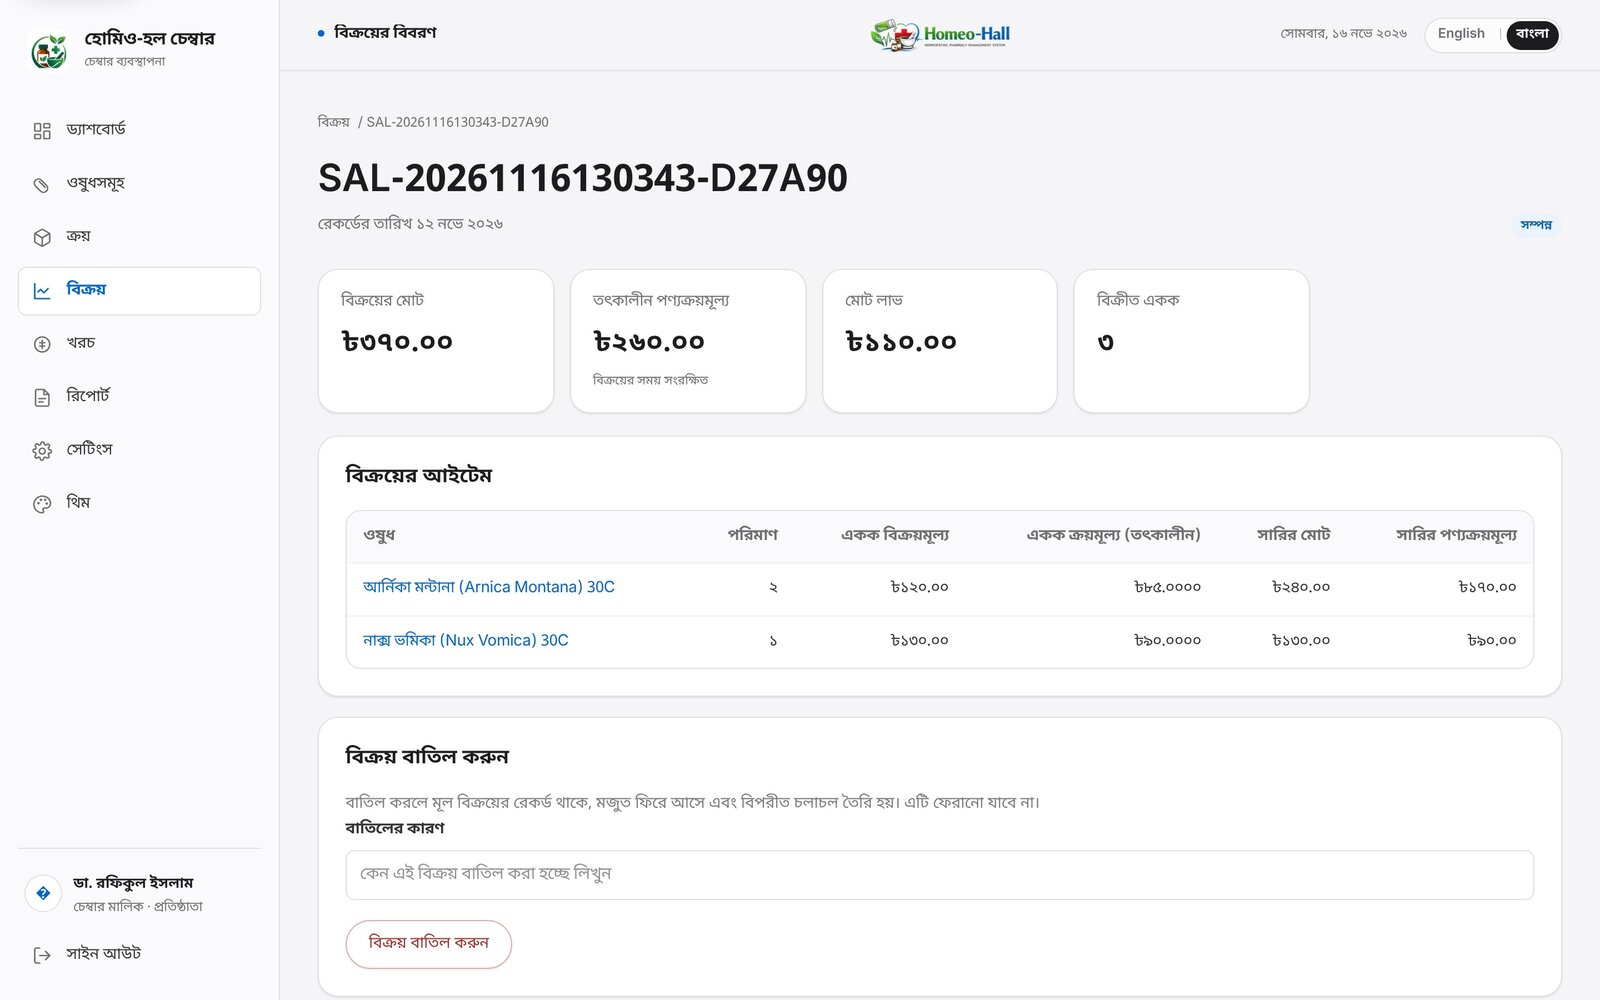 হোমিও-হল চেম্বার
চেম্বার ব্যবস্থাপনা
ড্যাশবোর্ড
ওষুধসমূহ
ক্রয়
বিক্রয়
খরচ
রিপোর্ট
সেটিংস
থিম
ডা. রফিকুল ইসলাম
চেম্বার মালিক · প্রতিষ্ঠাতা
সাইন আউট
বিক্রয়ের বিবরণ
Homeo-Hall
HOMEOPATHIC PHARMACY MANAGEMENT SYSTEM
সোমবার, ১৬ নভে ২০২৬
English
বাংলা
বিক্রয় / SAL-20261116130343-D27A90
SAL-20261116130343-D27A90
রেকর্ডের তারিখ ১২ নভে ২০২৬
সম্পন্ন
বিক্রয়ের মোট
৳৩৭০.০০
তৎকালীন পণ্যক্রয়মূল্য
৳২৬০.০০
বিক্রয়ের সময় সংরক্ষিত
মোট লাভ
৳১১০.০০
বিক্রীত একক
৩
বিক্রয়ের আইটেম
ওষুধ পরিমাণ একক বিক্রয়মূল্য একক ক্রয়মূল্য (তৎকালীন) সারির মোট সারির পণ্যক্রয়মূল্য
আর্নিকা মন্টানা (Arnica Montana) 30C ২ ৳১২০.০০ ৳৮৫.০০০০ ৳২৪০.০০ ৳১৭০.০০
নাক্স ভমিকা (Nux Vomica) 30C ১ ৳১৩০.০০ ৳৯০.০০০০ ৳১৩০.০০ ৳৯০.০০
বিক্রয় বাতিল করুন
বাতিল করলে মূল বিক্রয়ের রেকর্ড থাকে, মজুত ফিরে আসে এবং বিপরীত চলাচল তৈরি হয়। এটি ফেরানো যাবে না।
বাতিলের কারণ
কেন এই বিক্রয় বাতিল করা হচ্ছে লিখুন
বিক্রয় বাতিল করুন